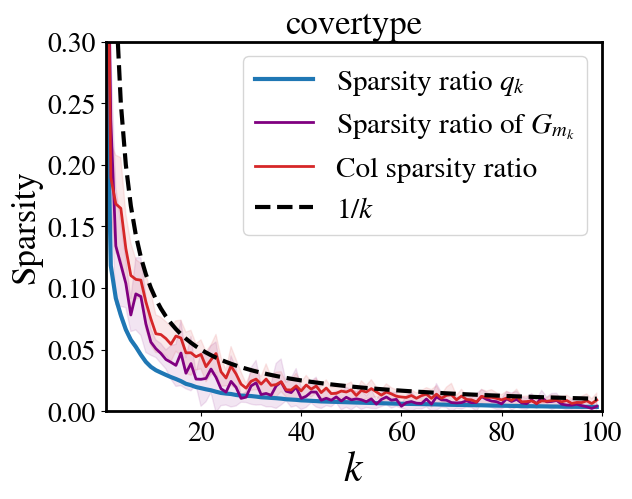 covertype
Sparsity
0.30
0.25
0.20
0.15
0.10
0.05
0.00
Sparsity ratio $q_k$
Sparsity ratio of $G_{m_k}$
Col sparsity ratio
1/k
20 40 60 80 100
k